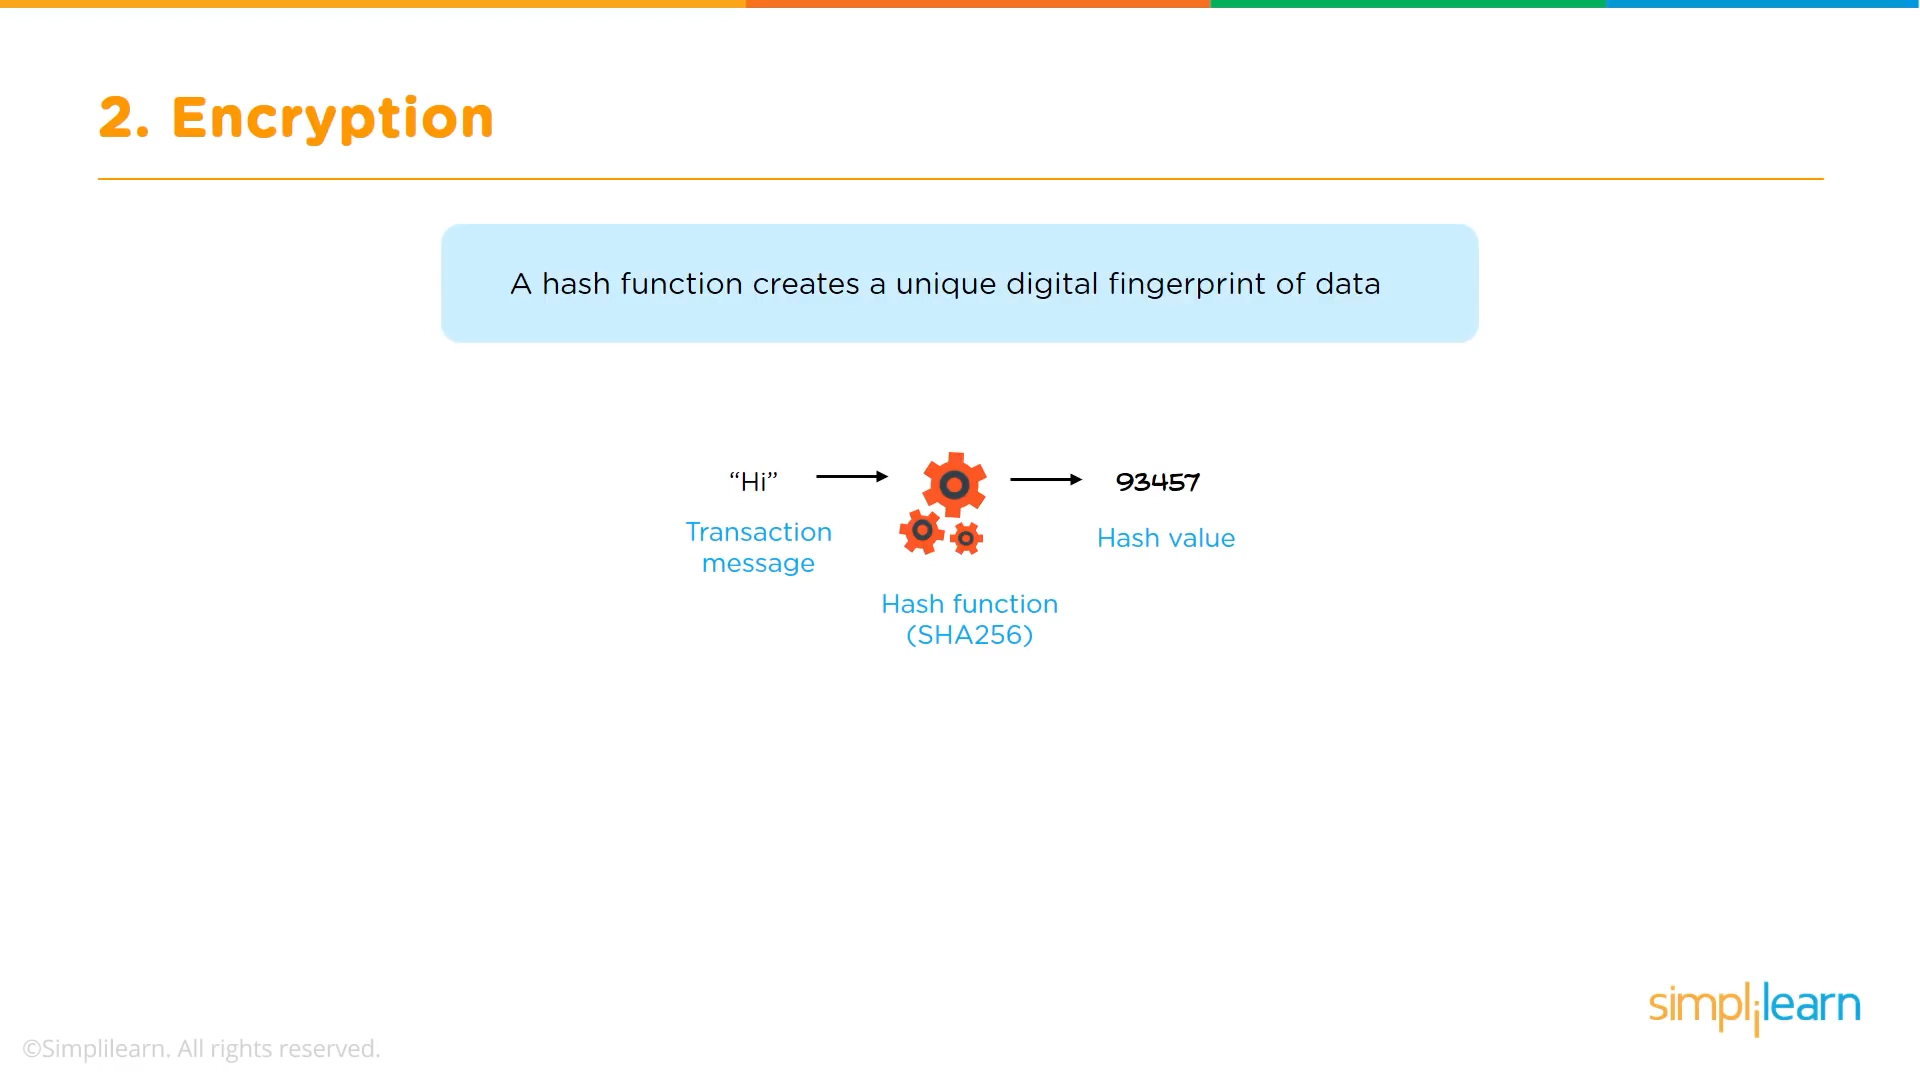 2. Encryption
A hash function creates a unique digital fingerprint of data
“Hi”
93457
Transaction
message
Hash value
Hash function
(SHA256)
simplilearn
©Simplilearn. All rights reserved.